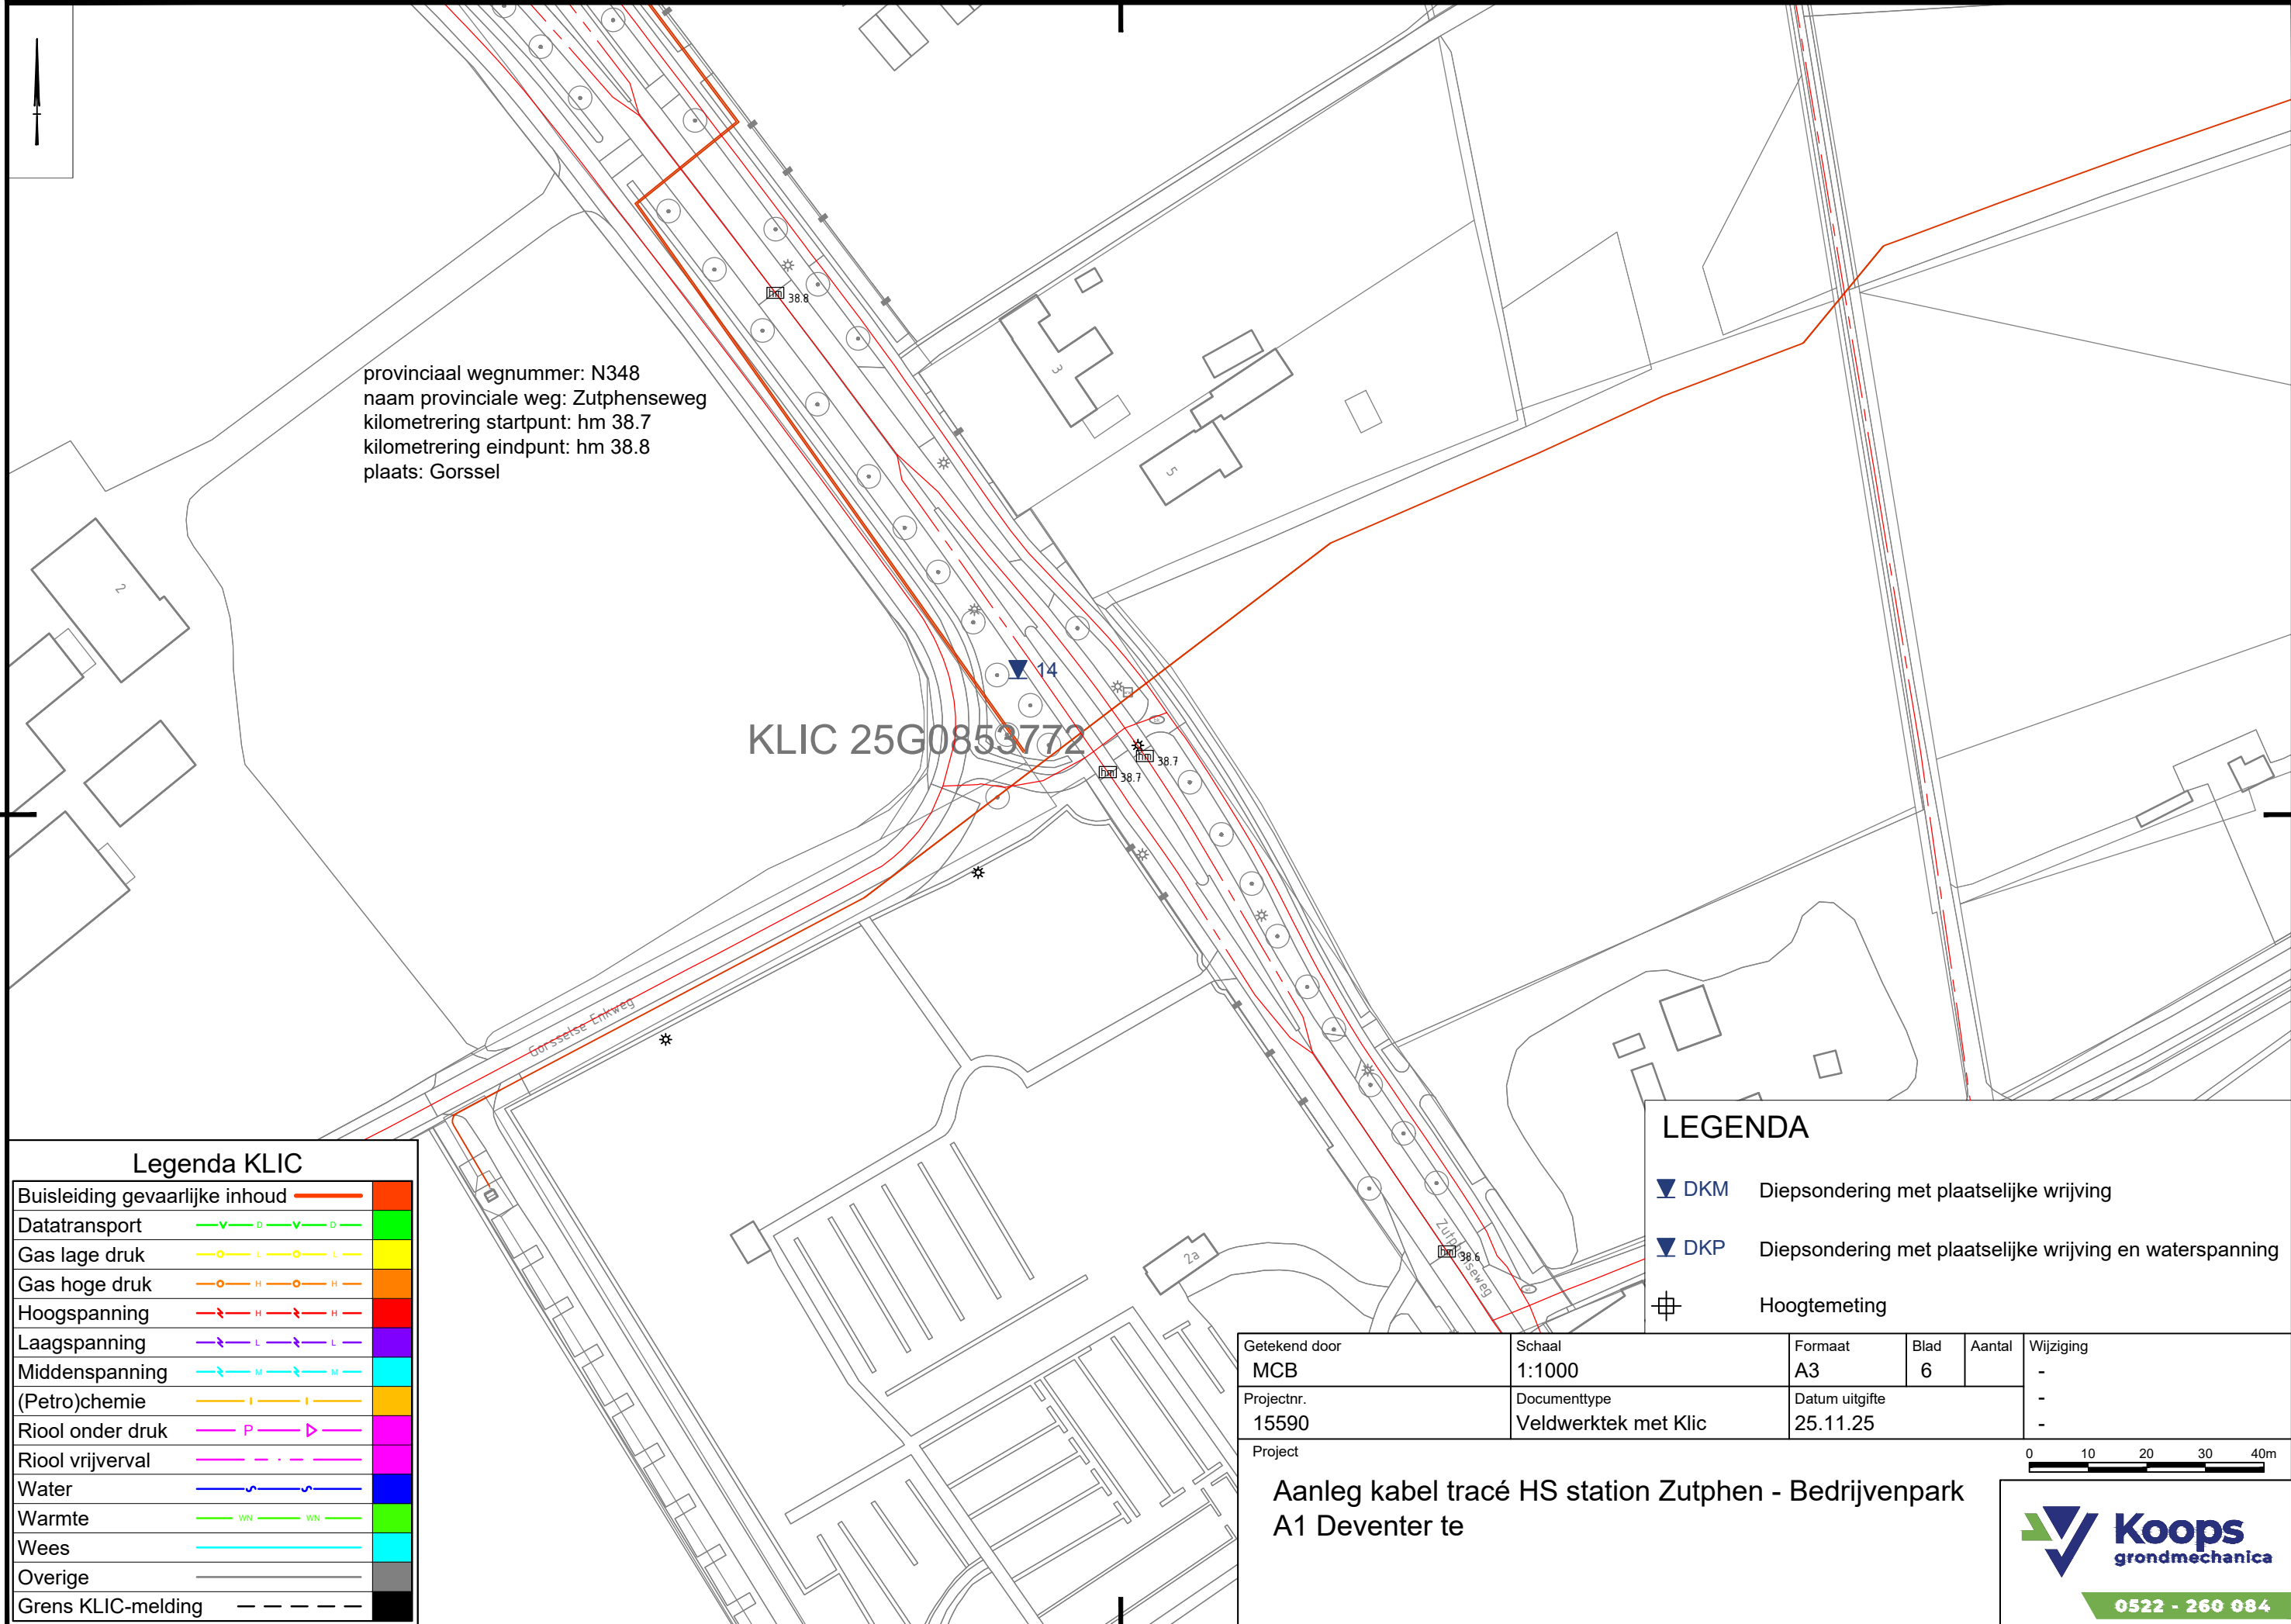 hm 38.8
provinciaal wegnummer: N348
naam provinciale weg: Zutphenseweg
kilometrering startpunt: hm 38.7
kilometrering eindpunt: hm 38.8
plaats: Gorssel
3
5
2
14
KLIC 25G0853772
hm 38.7
hm 38.7
Gorsselse Enkweg
2a
Zutphenseweg
hm 38.6
Legenda KLIC
Buisleiding gevaarlijke inhoud
Datatransport V D V D
Gas lage druk L L
Gas hoge druk H H
Hoogspanning H H
Laagspanning L L
Middenspanning M M
(Petro)chemie I I
Riool onder druk P
Riool vrijverval
Water
Warmte WN WN
Wees
Overige
Grens KLIC-melding
LEGENDA
DKM Diepsondering met plaatselijke wrijving
DKP Diepsondering met plaatselijke wrijving en waterspanning
Hoogtemeting
Getekend door Schaal Formaat Blad Aantal Wijziging
MCB 1:1000 A3 6 -
Projectnr. Documenttype Datum uitgifte -
15590 Veldwerktek met Klic 25.11.25 -
Project
0 10 20 30 40m
Aanleg kabel tracé HS station Zutphen - Bedrijvenpark
A1 Deventer te
Koops
grondmechanica
0522 - 260 084